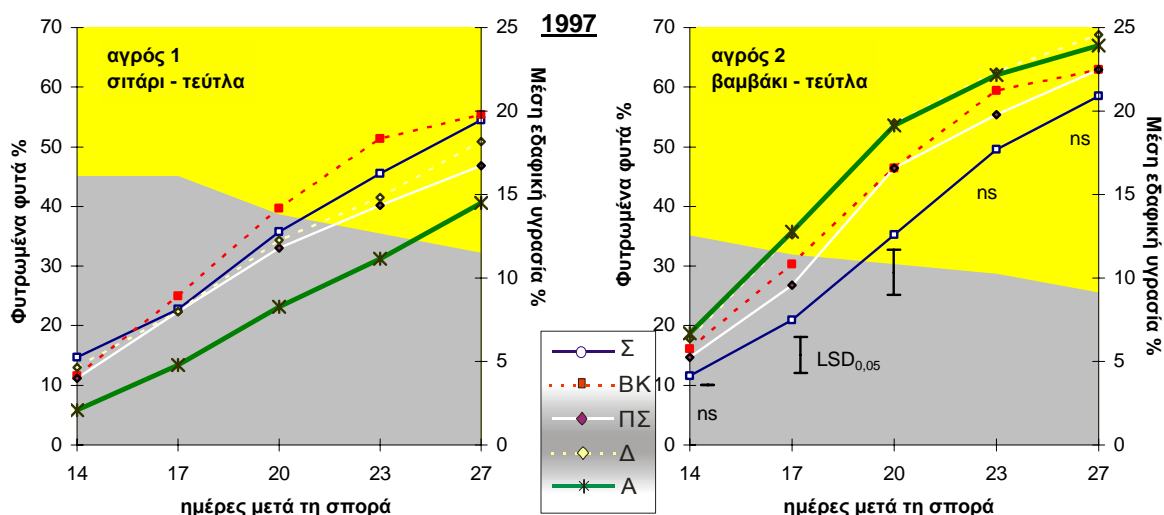 1997
αγρός 1
σιτάρι - τεύτλα
Φυτρωμένα φυτά %
70
60
50
40
30
20
10
0
14 17 20 23 27
ημέρες μετά τη σπορά
25
20
15
10
5
0
Μέση εδαφική υγρασία %
Σ
ΒΚ
ΠΣ
Δ
Α
αγρός 2
βαμβάκι - τεύτλα
Φυτρωμένα φυτά %
70
60
50
40
30
20
10
0
ns
LSD0,05
ns
ns
14 17 20 23 27
ημέρες μετά τη σπορά
25
20
15
10
5
0
Μέση εδαφική υγρασία %